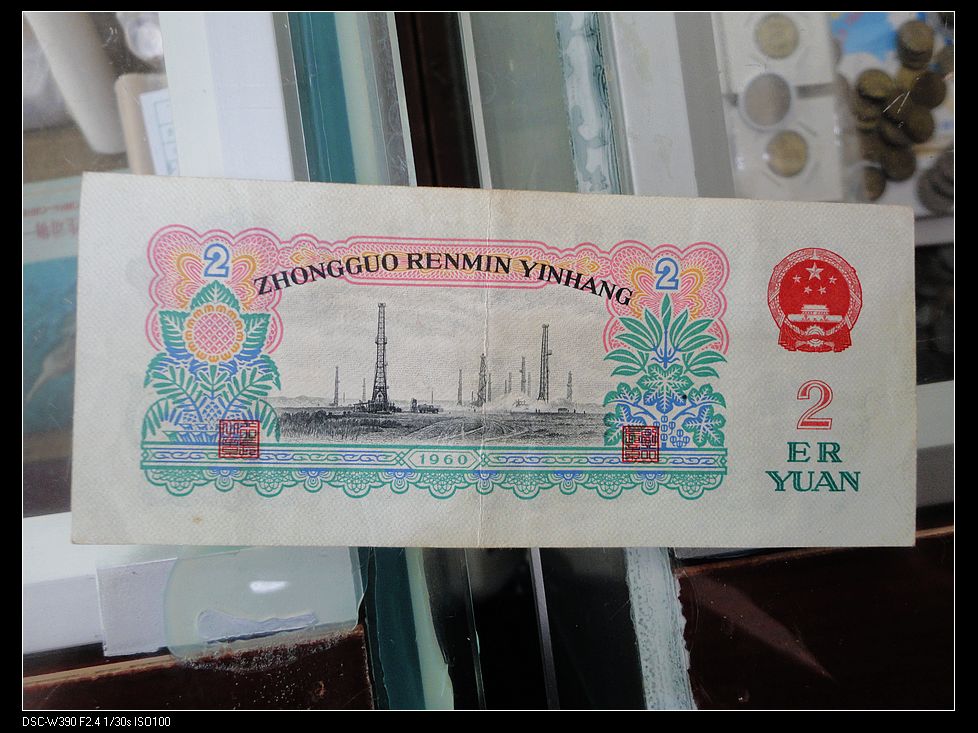 2
2
ZHONGGUO RENMIN YINHANG
2
ER
YUAN
1960
DSC-W390 F2.4 1/30s ISO100